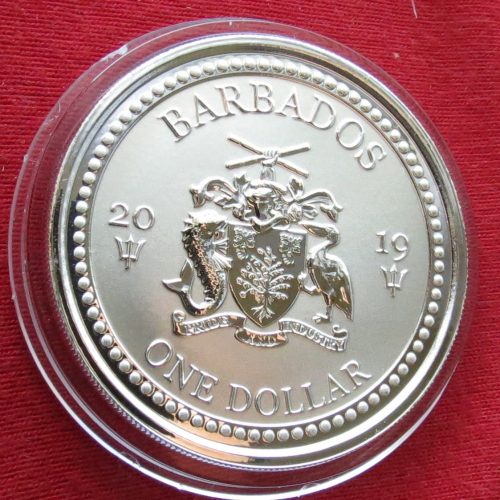 BARBADOS
20 19
PRIDE AND INDUSTRY
ONE DOLLAR